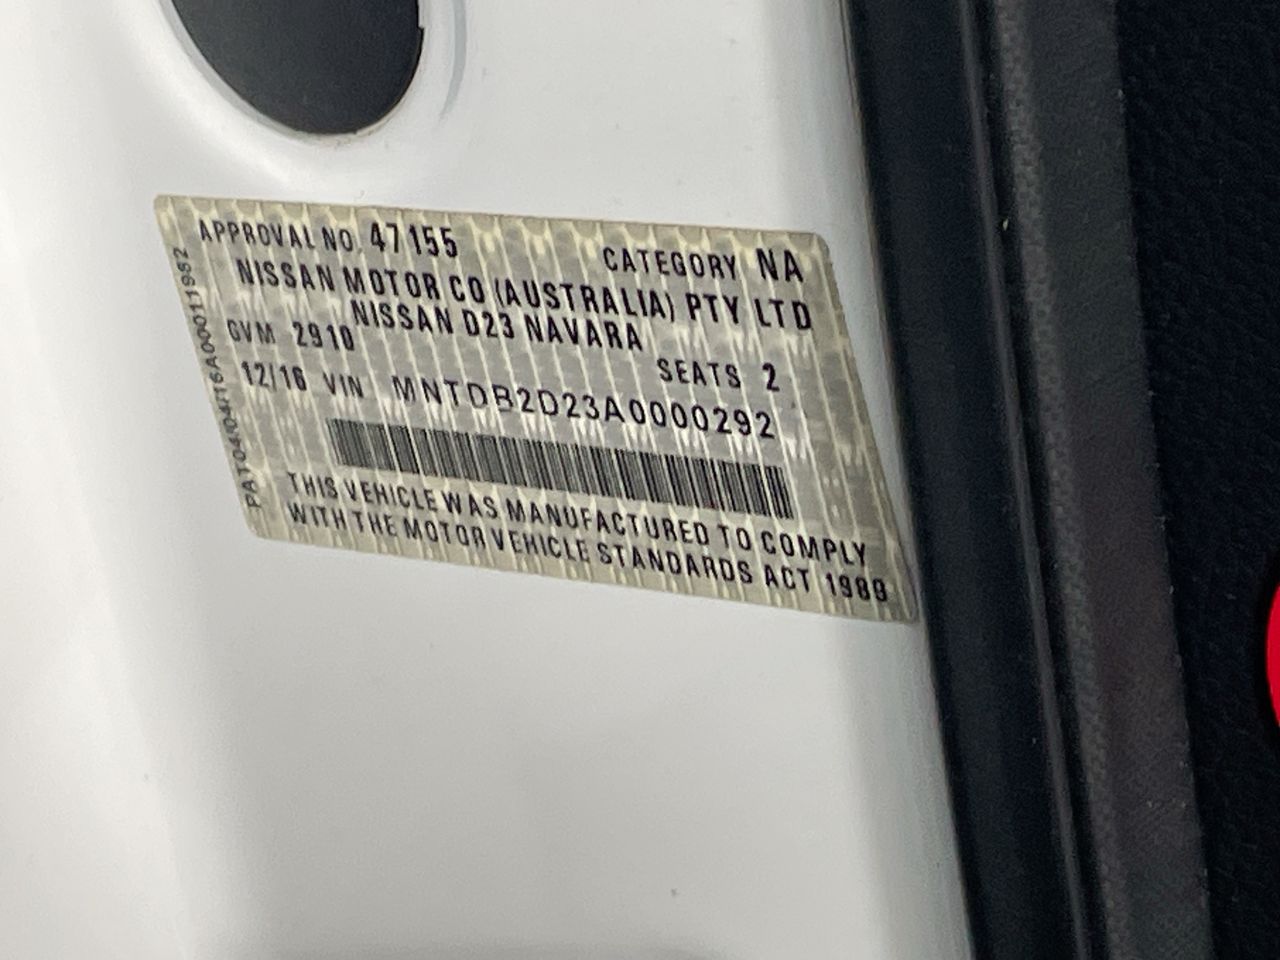 APPROVAL NO. 47155 CATEGORY NA
NISSAN MOTOR CO (AUSTRALIA) PTY LTD
NISSAN D23 NAVARA
GVM 2910 SEATS 2
12/16 VIN MNTDB2D23A0000292
THIS VEHICLE WAS MANUFACTURED TO COMPLY
WITH THE MOTOR VEHICLE STANDARDS ACT 1989